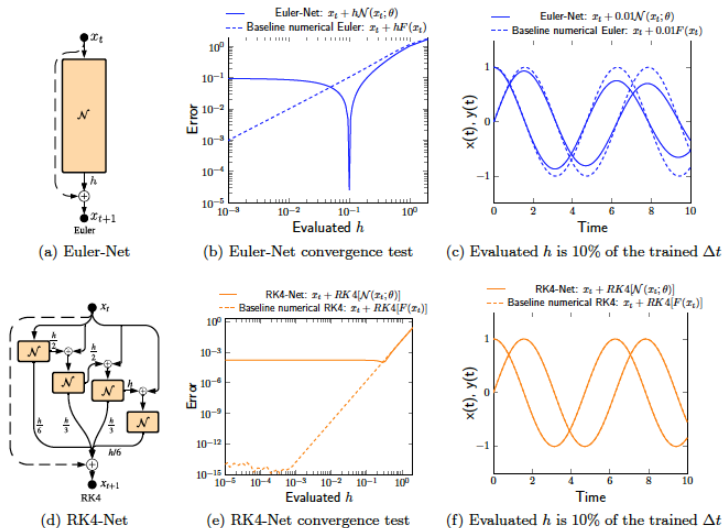 x_t
N
h
x_{t+1}
Euler
(a) Euler-Net
Euler-Net: x_t + hN(x_t; θ)
Baseline numerical Euler: x_t + hF(x_t)
10^0
10^-1
10^-2
10^-3
10^-4
10^-5
Error
10^-3
10^-2
10^-1
10^0
Evaluated h
(b) Euler-Net convergence test
Euler-Net: x_t + 0.01N(x_t; θ)
Baseline numerical Euler: x_t + 0.01F(x_t)
1
0
−1
x(t), y(t)
0 2 4 6 8 10
Time
(c) Evaluated h is 10% of the trained Δt
x_t
N
h/2
N
h/2
N
h
N
h/6
h/3
h/3
h/6
x_{t+1}
RK4
(d) RK4-Net
RK4-Net: x_t + RK4[N(x_t; θ)]
Baseline numerical RK4: x_t + RK4[F(x_t)]
10^0
10^-3
10^-6
10^-9
10^-12
10^-15
Error
10^-5 10^-4 10^-3 10^-2 10^-1 10^0
Evaluated h
(e) RK4-Net convergence test
RK4-Net: x_t + RK4[N(x_t; θ)]
Baseline numerical RK4: x_t + RK4[F(x_t)]
1
0
−1
x(t), y(t)
0 2 4 6 8 10
Time
(f) Evaluated h is 10% of the trained Δt